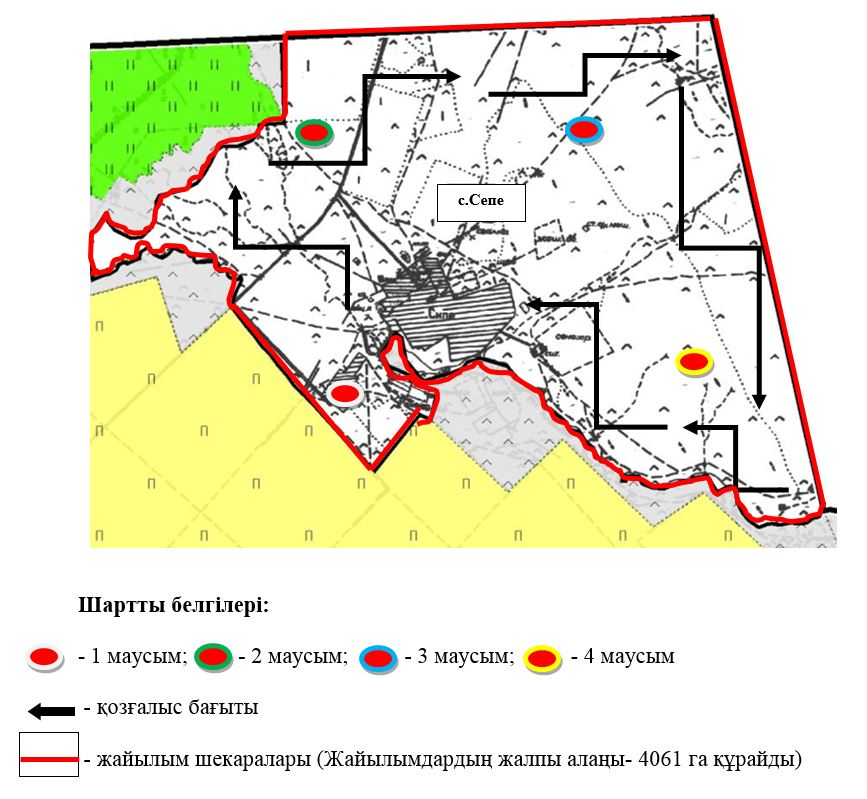 с.Сепе
Сипе
Шартты белгілері:
- 1 маусым; - 2 маусым; - 3 маусым; - 4 маусым
- қозғалыс бағыты
- жайылым шекаралары (Жайылымдардың жалпы алаңы- 4061 га құрайды)